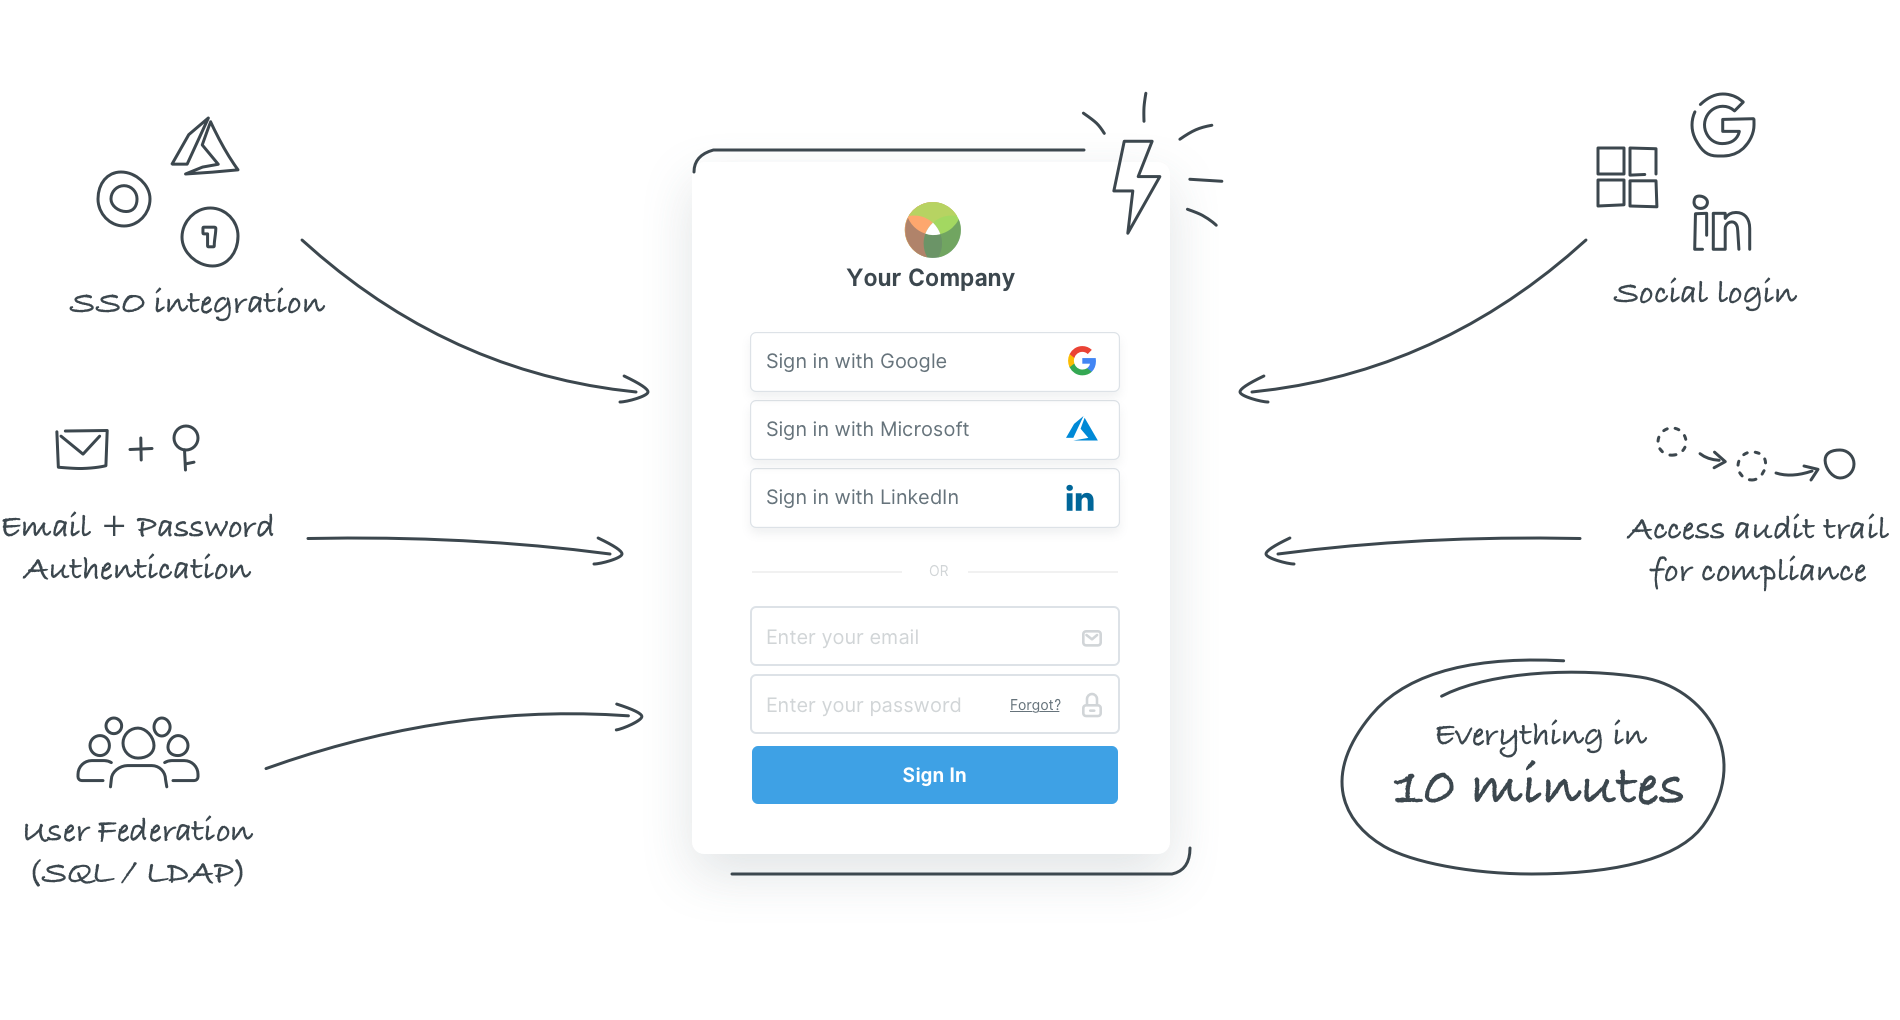 SSO integration
Email + Password
Authentication
User Federation
(SQL / LDAP)
Your Company
Sign in with Google
Sign in with Microsoft
Sign in with LinkedIn
in
OR
Enter your email
Enter your password
Forgot?
Sign In
G
in
Social login
Access audit trail
for compliance
Everything in
10 minutes